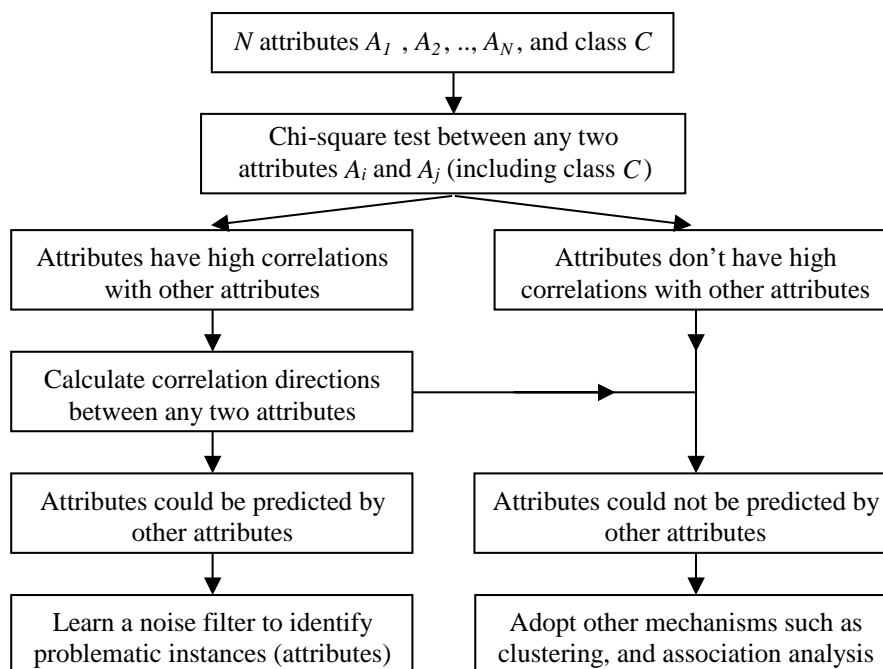 N attributes A1 , A2, .., AN, and class C
Chi-square test between any two
attributes Ai and Aj (including class C)
Attributes have high correlations
with other attributes
Attributes don’t have high
correlations with other attributes
Calculate correlation directions
between any two attributes
Attributes could be predicted by
other attributes
Attributes could not be predicted by
other attributes
Learn a noise filter to identify
problematic instances (attributes)
Adopt other mechanisms such as
clustering, and association analysis